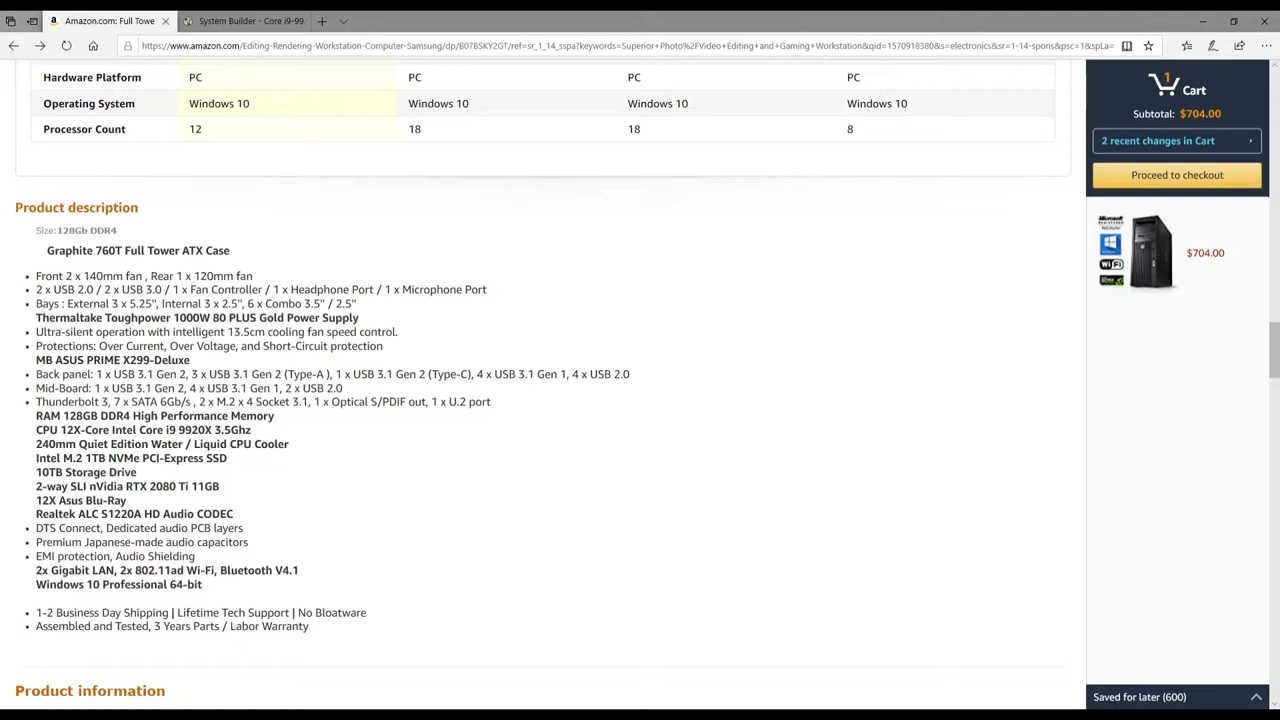 Amazon.com: Full Towe
System Builder - Core i9-99
https://www.amazon.com/Editing-Rendering-Workstation-Computer-Samsung/dp/B07BSKY2GT/ref=sr_1_14_sspa?keywords=Superior+Photo%2FVideo+Editing+and+Gaming+Workstation&qid=1570918380&s=electronics&sr=1-14-spons&psc=1&spLa=
Hardware Platform PC PC PC PC
Operating System Windows 10 Windows 10 Windows 10 Windows 10
Processor Count 12 18 18 8
Product description
Size:128Gb DDR4
Graphite 760T Full Tower ATX Case
Front 2 x 140mm fan , Rear 1 x 120mm fan
2 x USB 2.0 / 2 x USB 3.0 / 1 x Fan Controller / 1 x Headphone Port / 1 x Microphone Port
Bays : External 3 x 5.25", Internal 3 x 2.5", 6 x Combo 3.5" / 2.5"
Thermaltake Toughpower 1000W 80 PLUS Gold Power Supply
Ultra-silent operation with intelligent 13.5cm cooling fan speed control.
Protections: Over Current, Over Voltage, and Short-Circuit protection
MB ASUS PRIME X299-Deluxe
Back panel: 1 x USB 3.1 Gen 2, 3 x USB 3.1 Gen 2 (Type-A ), 1 x USB 3.1 Gen 2 (Type-C), 4 x USB 3.1 Gen 1, 4 x USB 2.0
Mid-Board: 1 x USB 3.1 Gen 2, 4 x USB 3.1 Gen 1, 2 x USB 2.0
Thunderbolt 3, 7 x SATA 6Gb/s , 2 x M.2 x 4 Socket 3.1, 1 x Optical S/PDIF out, 1 x U.2 port
RAM 128GB DDR4 High Performance Memory
CPU 12X-Core Intel Core i9 9920X 3.5Ghz
240mm Quiet Edition Water / Liquid CPU Cooler
Intel M.2 1TB NVMe PCI-Express SSD
10TB Storage Drive
2-way SLI nVidia RTX 2080 Ti 11GB
12X Asus Blu-Ray
Realtek ALC S1220A HD Audio CODEC
DTS Connect, Dedicated audio PCB layers
Premium Japanese-made audio capacitors
EMI protection, Audio Shielding
2x Gigabit LAN, 2x 802.11ad Wi-Fi, Bluetooth V4.1
Windows 10 Professional 64-bit
1-2 Business Day Shipping | Lifetime Tech Support | No Bloatware
Assembled and Tested, 3 Years Parts / Labor Warranty
Product information
1 Cart
Subtotal: $704.00
2 recent changes in Cart
Proceed to checkout
Microsoft
WiFi
$704.00
Saved for later (600)